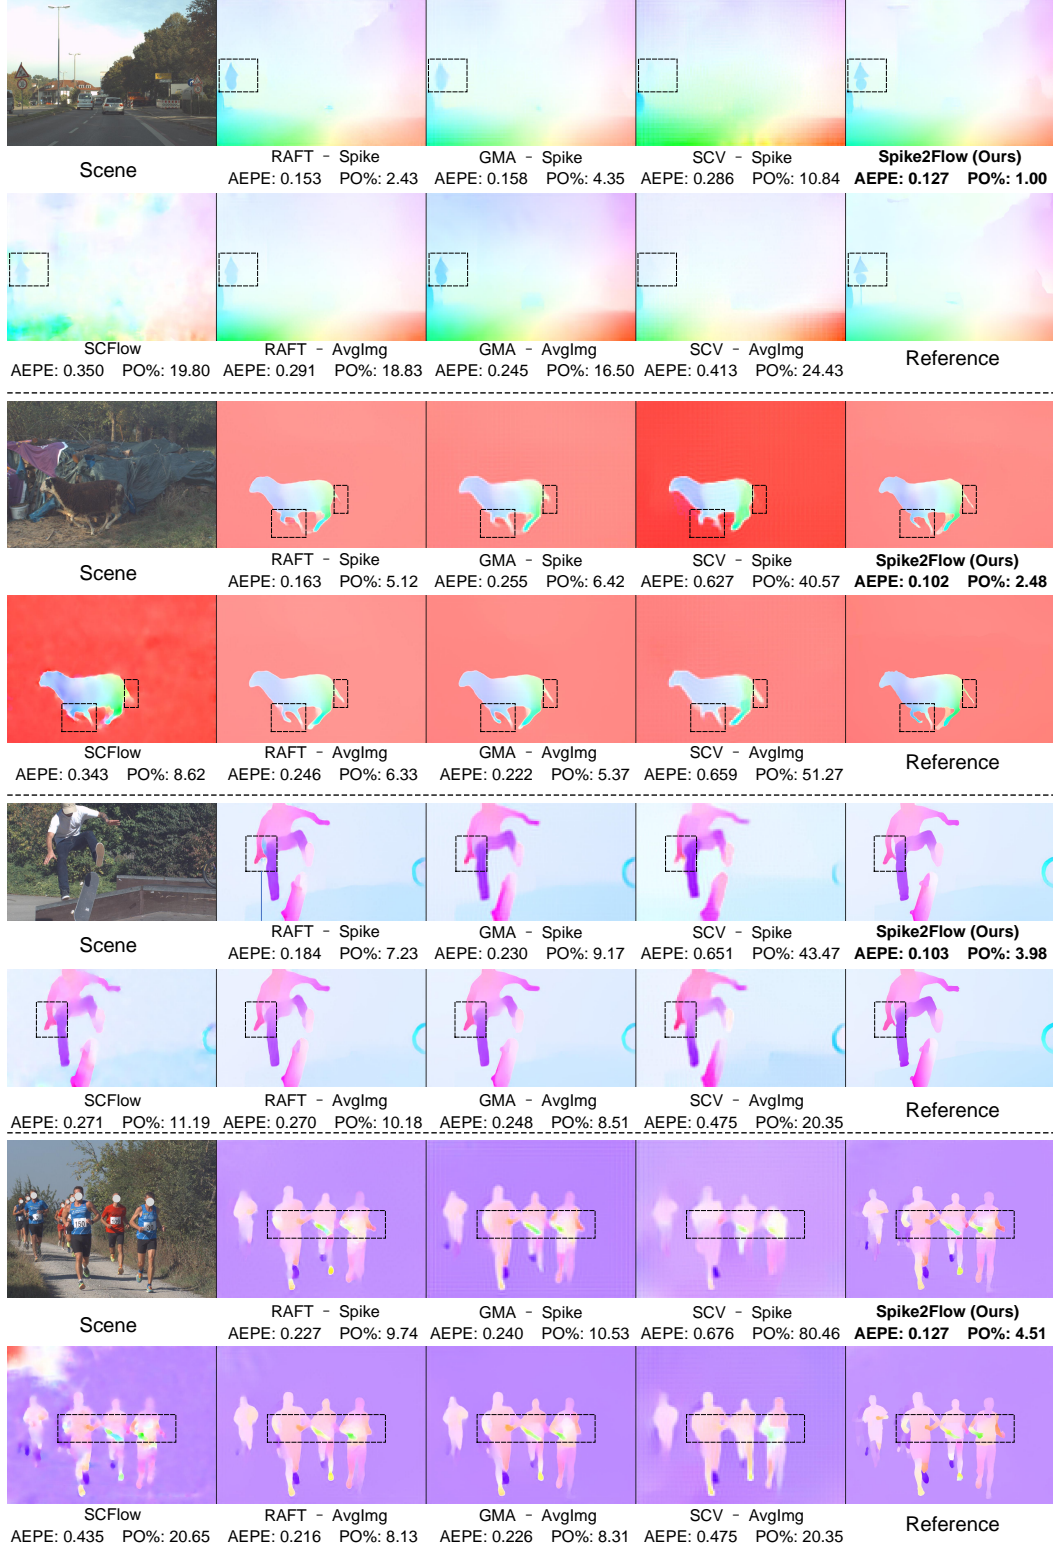 Scene
RAFT - Spike
AEPE: 0.153 PO%: 2.43
GMA - Spike
AEPE: 0.158 PO%: 4.35
SCV - Spike
AEPE: 0.286 PO%: 10.84
Spike2Flow (Ours)
AEPE: 0.127 PO%: 1.00
SCFlow
AEPE: 0.350 PO%: 19.80
RAFT - AvgImg
AEPE: 0.291 PO%: 18.83
GMA - AvgImg
AEPE: 0.245 PO%: 16.50
SCV - AvgImg
AEPE: 0.413 PO%: 24.43
Reference
Scene
RAFT - Spike
AEPE: 0.163 PO%: 5.12
GMA - Spike
AEPE: 0.255 PO%: 6.42
SCV - Spike
AEPE: 0.627 PO%: 40.57
Spike2Flow (Ours)
AEPE: 0.102 PO%: 2.48
SCFlow
AEPE: 0.343 PO%: 8.62
RAFT - AvgImg
AEPE: 0.246 PO%: 6.33
GMA - AvgImg
AEPE: 0.222 PO%: 5.37
SCV - AvgImg
AEPE: 0.659 PO%: 51.27
Reference
Scene
RAFT - Spike
AEPE: 0.184 PO%: 7.23
GMA - Spike
AEPE: 0.230 PO%: 9.17
SCV - Spike
AEPE: 0.651 PO%: 43.47
Spike2Flow (Ours)
AEPE: 0.103 PO%: 3.98
SCFlow
AEPE: 0.271 PO%: 11.19
RAFT - AvgImg
AEPE: 0.270 PO%: 10.18
GMA - AvgImg
AEPE: 0.248 PO%: 8.51
SCV - AvgImg
AEPE: 0.475 PO%: 20.35
Reference
Scene
RAFT - Spike
AEPE: 0.227 PO%: 9.74
GMA - Spike
AEPE: 0.240 PO%: 10.53
SCV - Spike
AEPE: 0.676 PO%: 80.46
Spike2Flow (Ours)
AEPE: 0.127 PO%: 4.51
SCFlow
AEPE: 0.435 PO%: 20.65
RAFT - AvgImg
AEPE: 0.216 PO%: 8.13
GMA - AvgImg
AEPE: 0.226 PO%: 8.31
SCV - AvgImg
AEPE: 0.475 PO%: 20.35
Reference